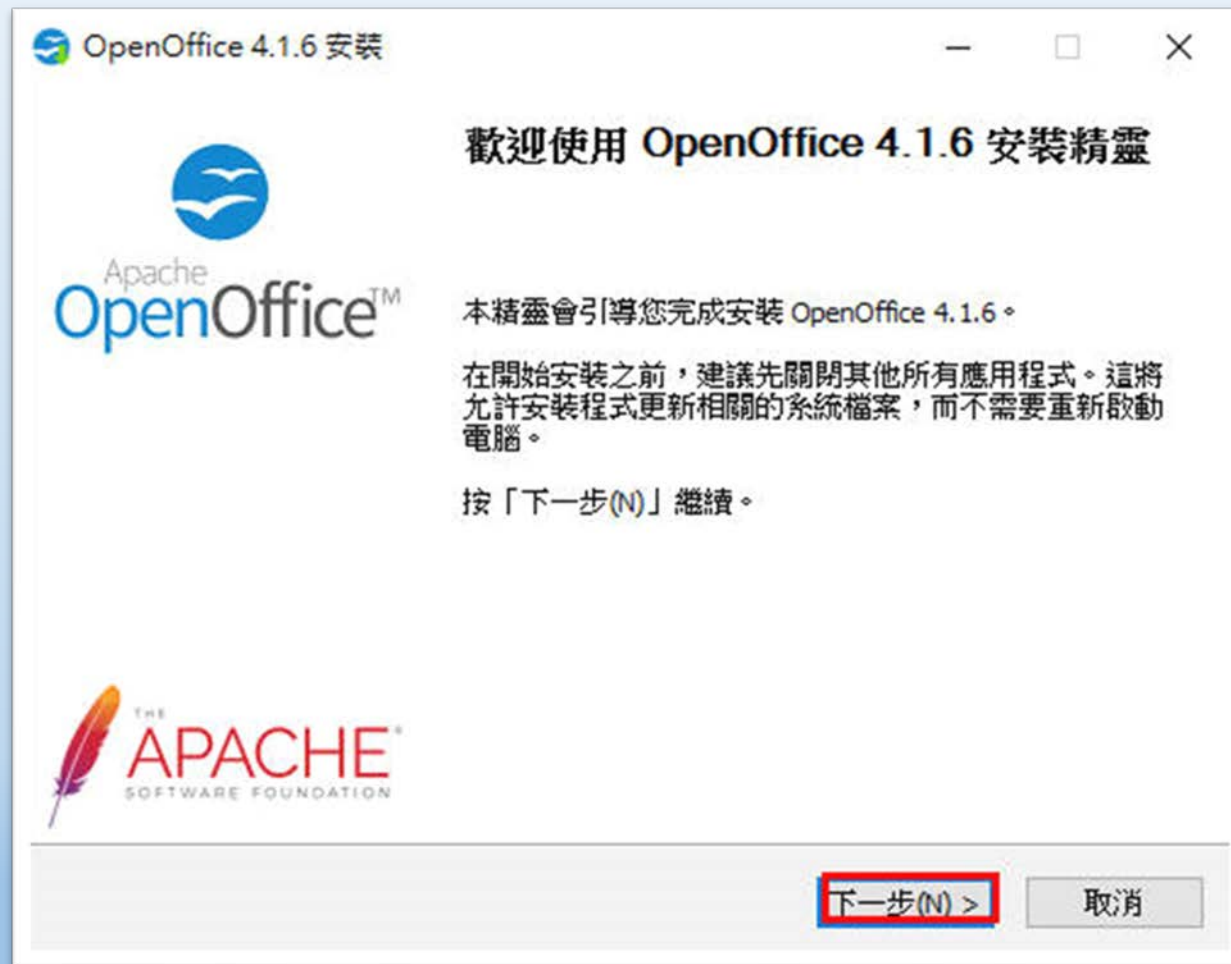 OpenOffice 4.1.6 安裝
歡迎使用 OpenOffice 4.1.6 安裝精靈
Apache
OpenOffice™
本精靈會引導您完成安裝 OpenOffice 4.1.6。
在開始安裝之前，建議先關閉其他所有應用程式。這將
允許安裝程式更新相關的系統檔案，而不需要重新啟動
電腦。
按「下一步(N)」繼續。
THE
APACHE®
SOFTWARE FOUNDATION
下一步(N) >
取消